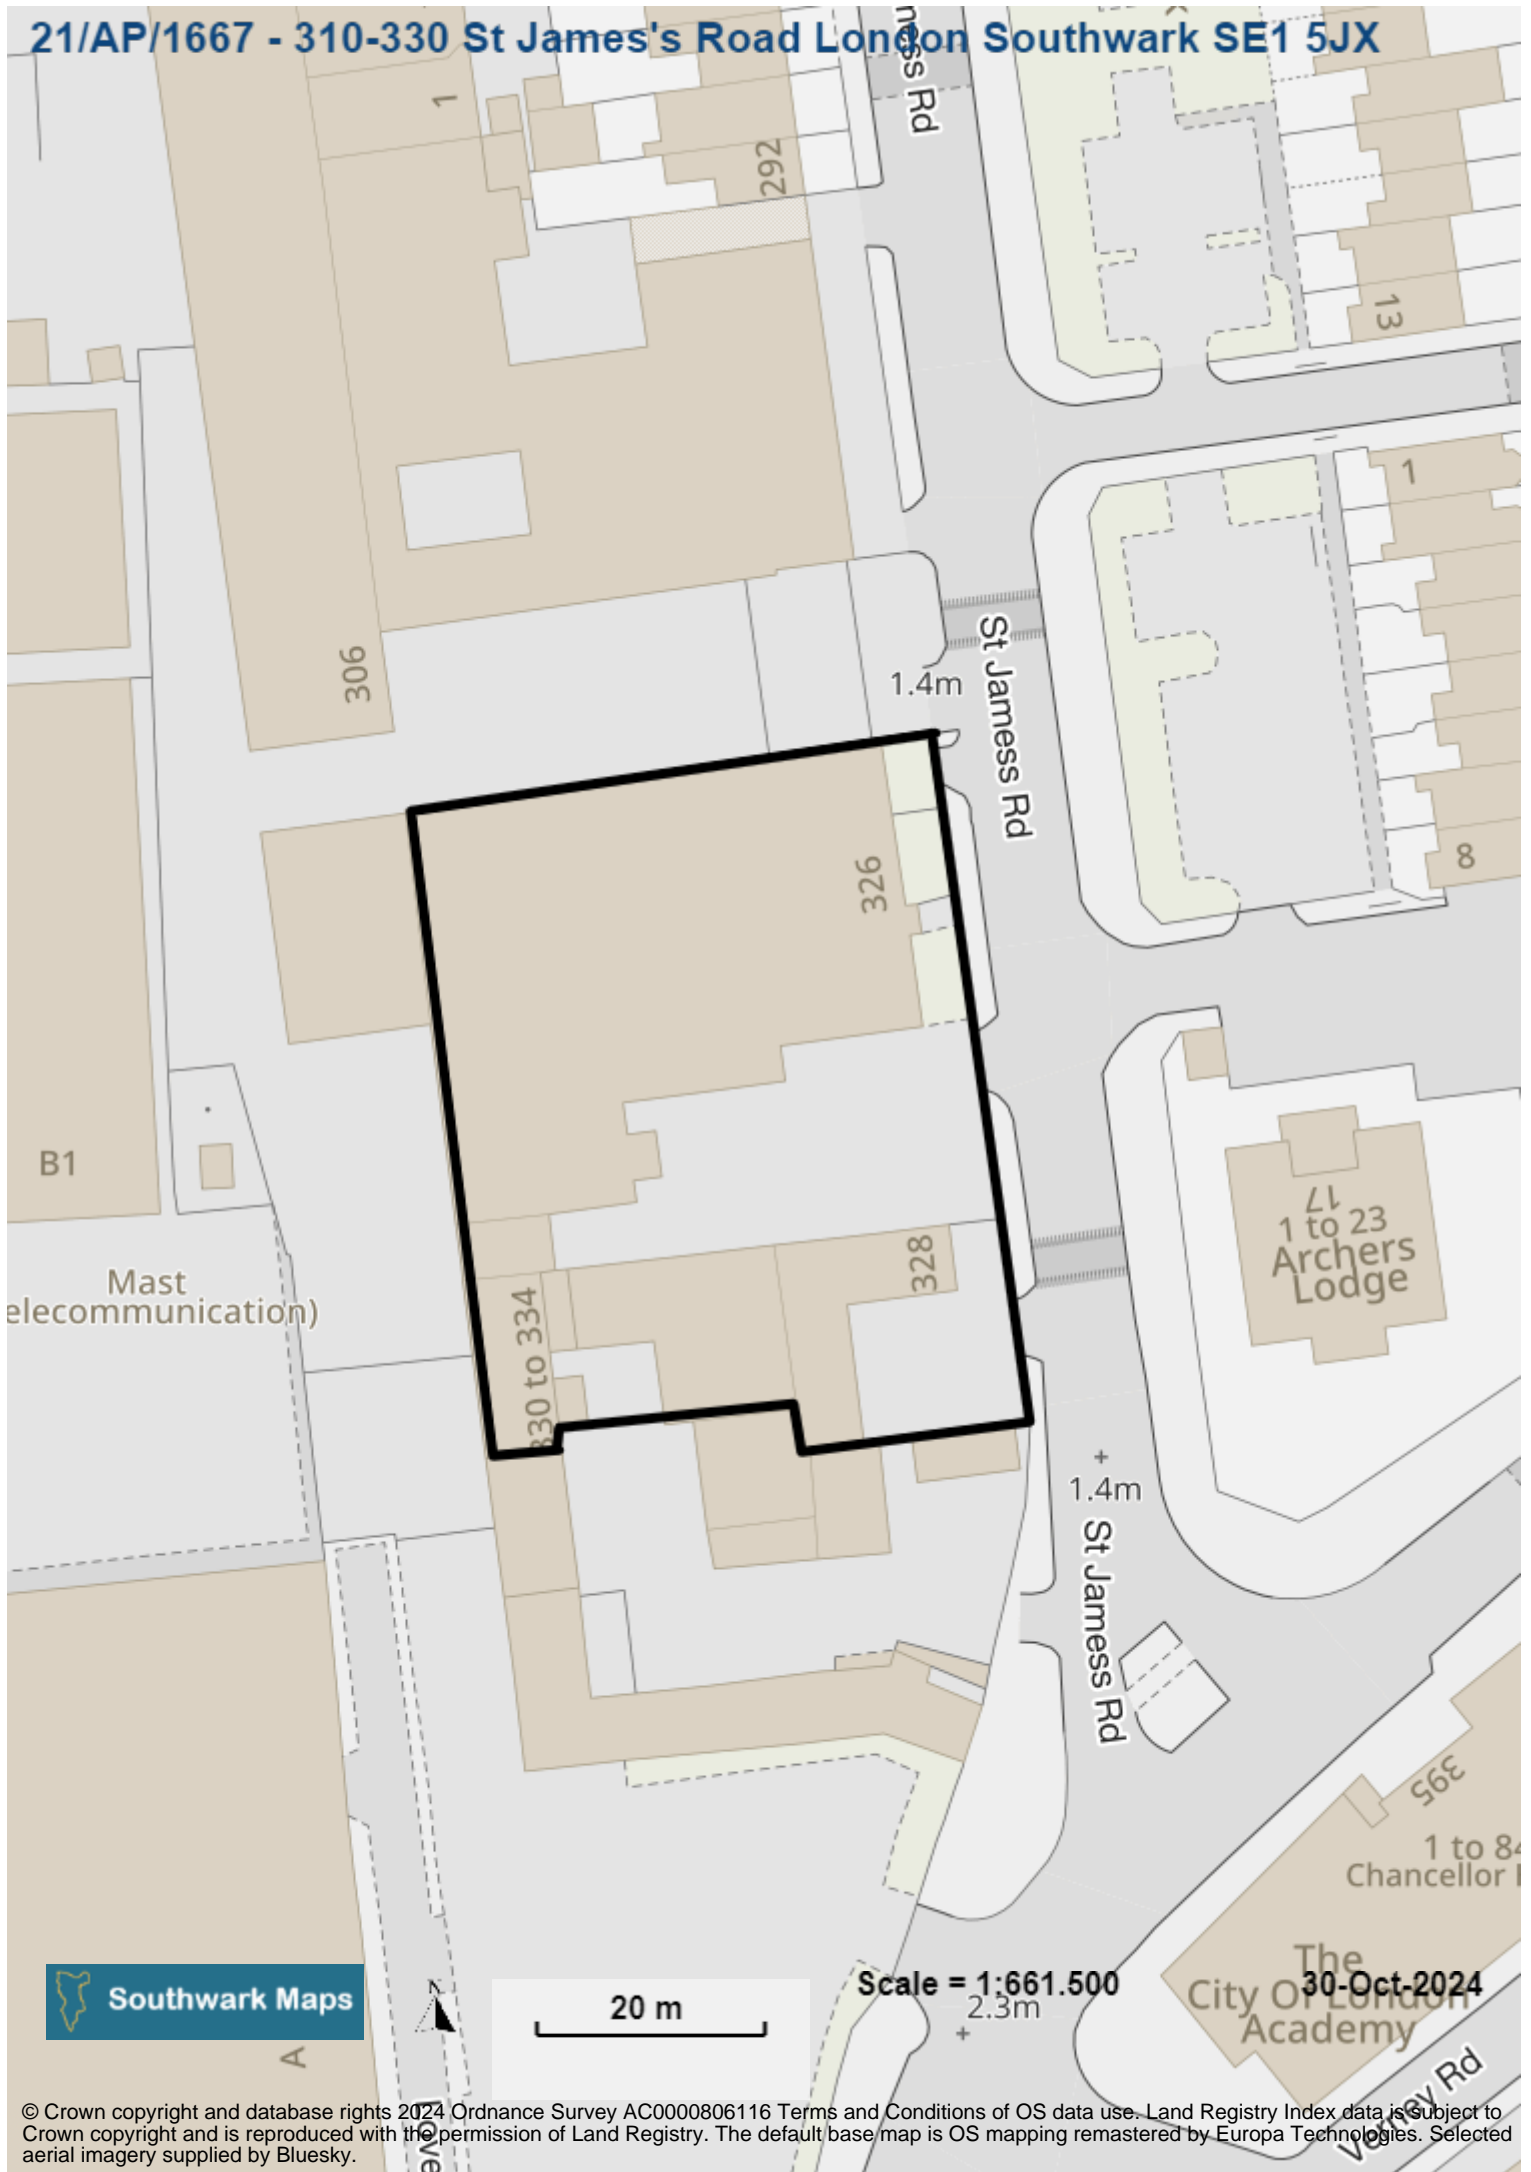 21/AP/1667 - 310-330 St James's Road London Southwark SE1 5JX
ness Rd
1
292
13
1
306
St Jamess Rd
1.4m
326
8
B1
17
1 to 23
Archers
Lodge
328
Mast
elecommunication)
330 to 334
1.4m
St Jamess Rd
395
1 to 84
Chancellor
The
City Of London
Academy
Scale = 1:661.500
30-Oct-2024
2.3m
Southwark Maps
N
20 m
A
Verney Rd
© Crown copyright and database rights 2024 Ordnance Survey AC0000806116 Terms and Conditions of OS data use. Land Registry Index data is subject to
Crown copyright and is reproduced with the permission of Land Registry. The default base map is OS mapping remastered by Europa Technologies. Selected
aerial imagery supplied by Bluesky.